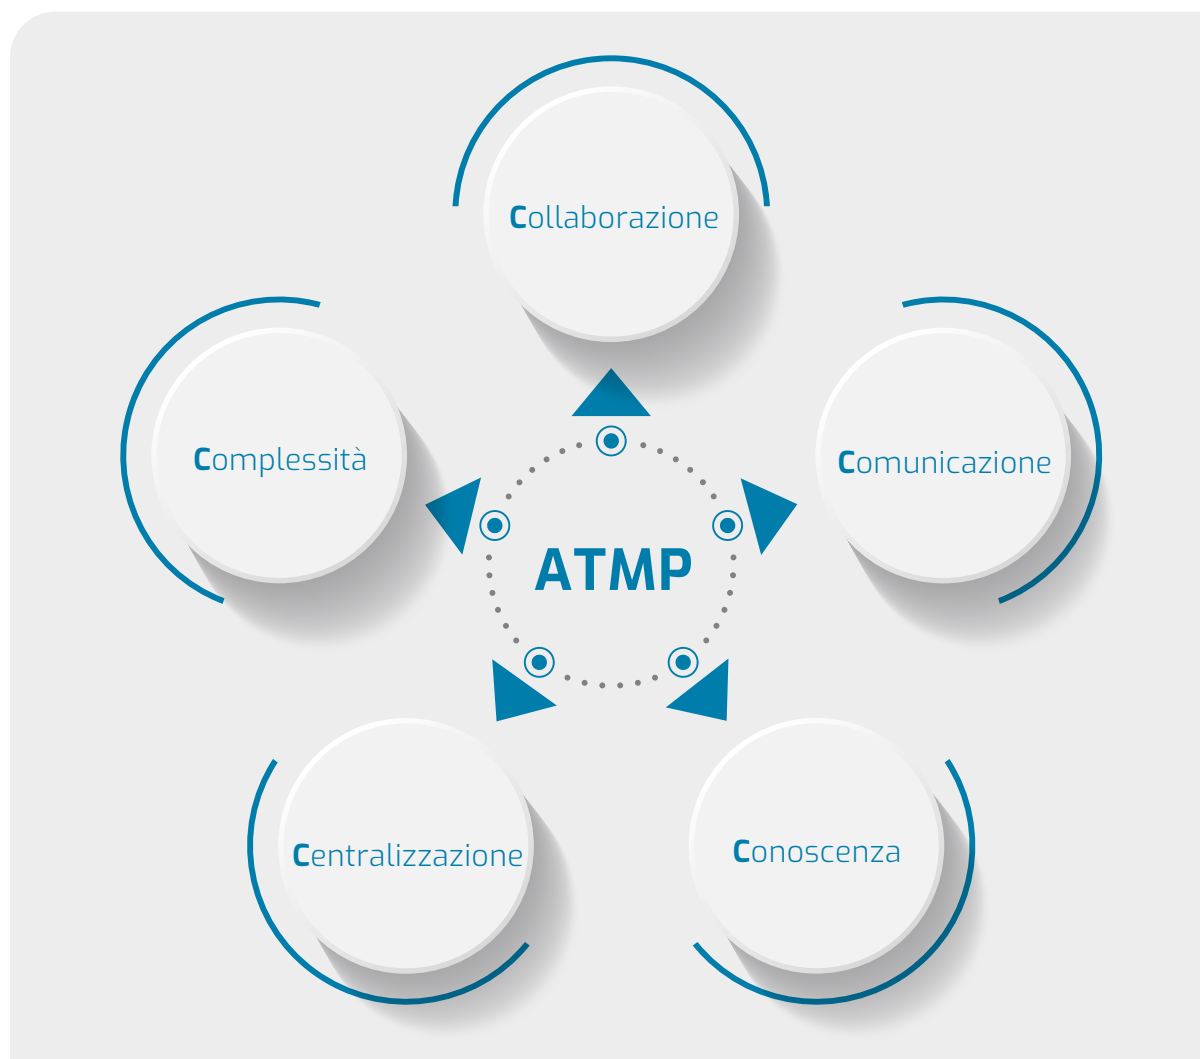 Collaborazione
Complessità
Comunicazione
ATMP
Centralizzazione
Conoscenza